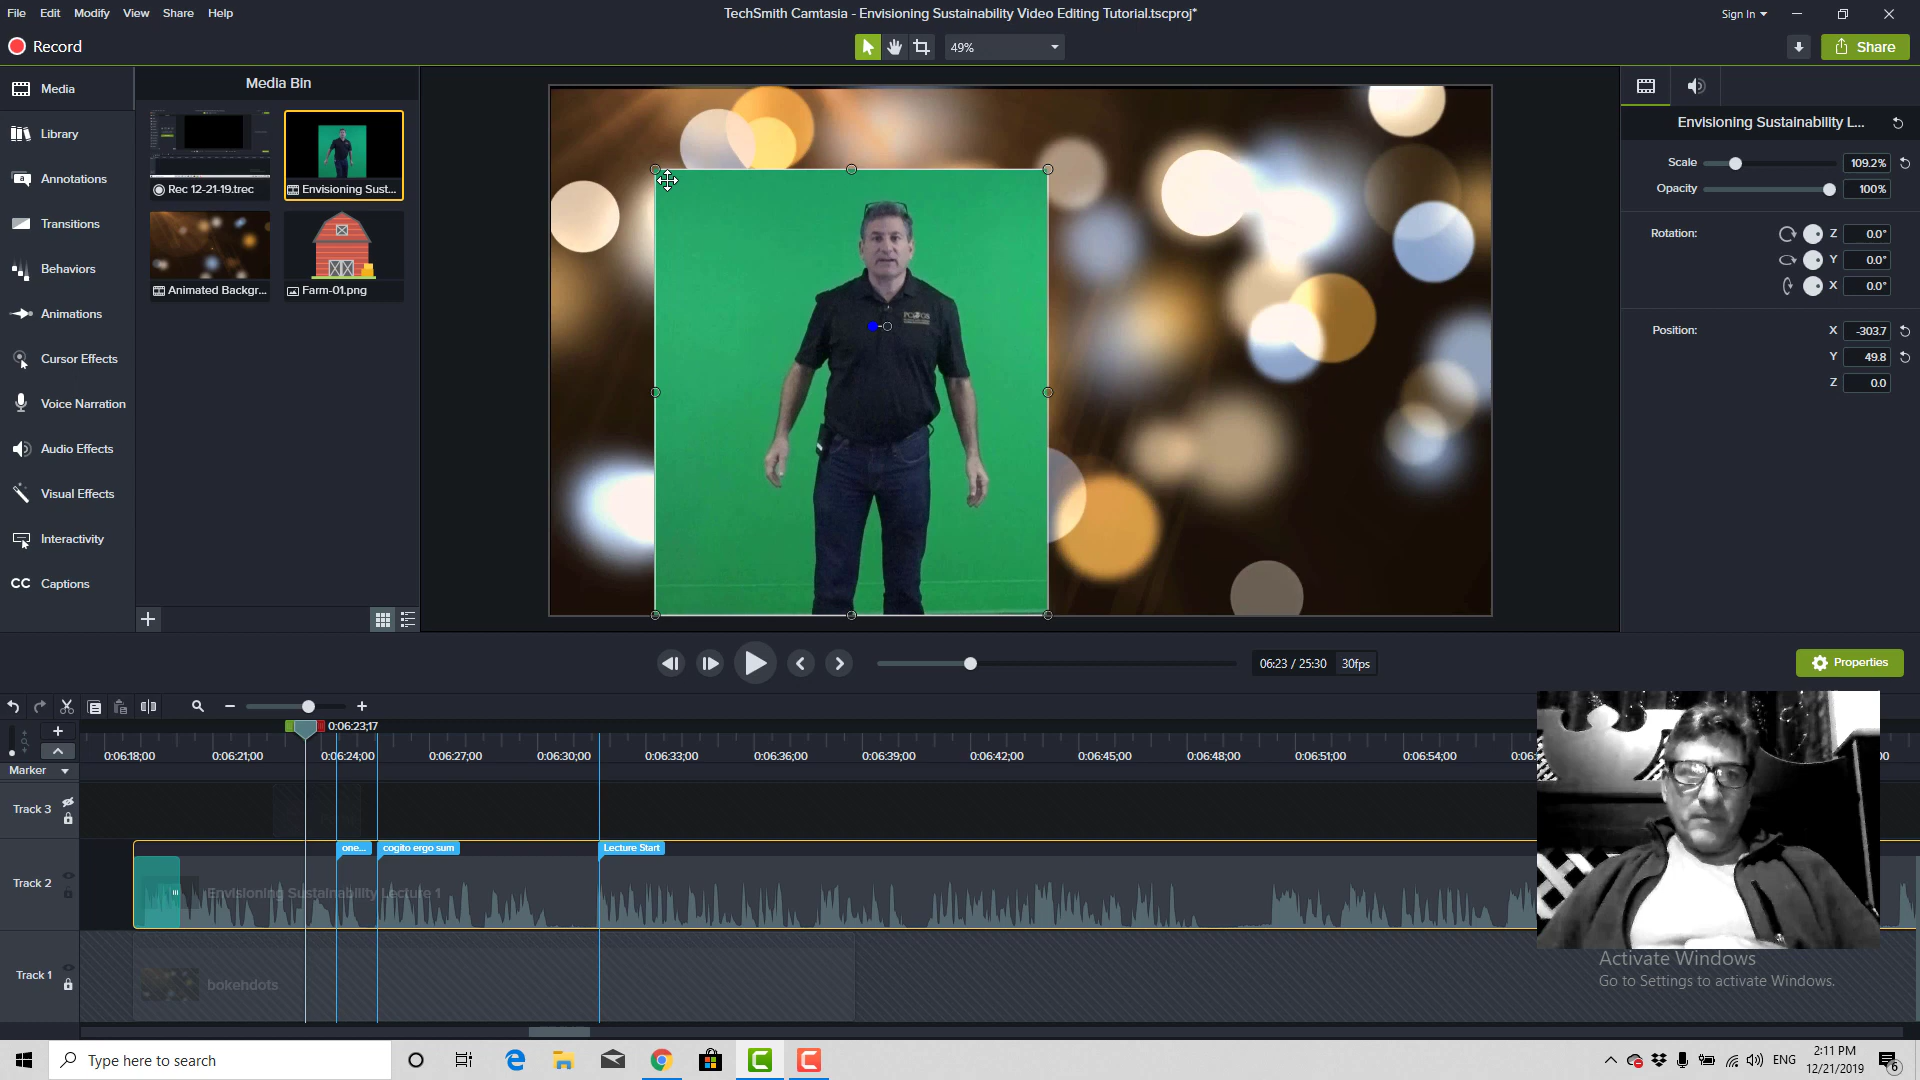 File Edit Modify View Share Help
TechSmith Camtasia - Envisioning Sustainability Video Editing Tutorial.tscproj*
Sign In
Record
49%
Share
Media
Library
Annotations
Transitions
Behaviors
Animations
Cursor Effects
Voice Narration
Audio Effects
Visual Effects
Interactivity
CC Captions
Media Bin
Rec 12-21-19.trec
Envisioning Sust...
Animated Backgr...
Farm-01.png
Envisioning Sustainability L...
Scale 109.2%
Opacity 100%
Rotation: Z 0.0°
Y 0.0°
X 0.0°
Position: X -303.7
Y 49.8
Z 0.0
06:23 / 25:30 30fps
Properties
0:06:23;17
0:06:18;00 0:06:21;00 0:06:24;00 0:06:27;00 0:06:30;00 0:06:33;00 0:06:36;00 0:06:39;00 0:06:42;00 0:06:45;00 0:06:48;00 0:06:51;00 0:06:54;00
Marker
Track 3
one... cogito ergo sum Lecture Start
Track 2
Envisioning Sustainability Lecture 1
Track 1
bokehdots
Activate Windows
Go to Settings to activate Windows.
Type here to search
ENG
2:11 PM
12/21/2019
6